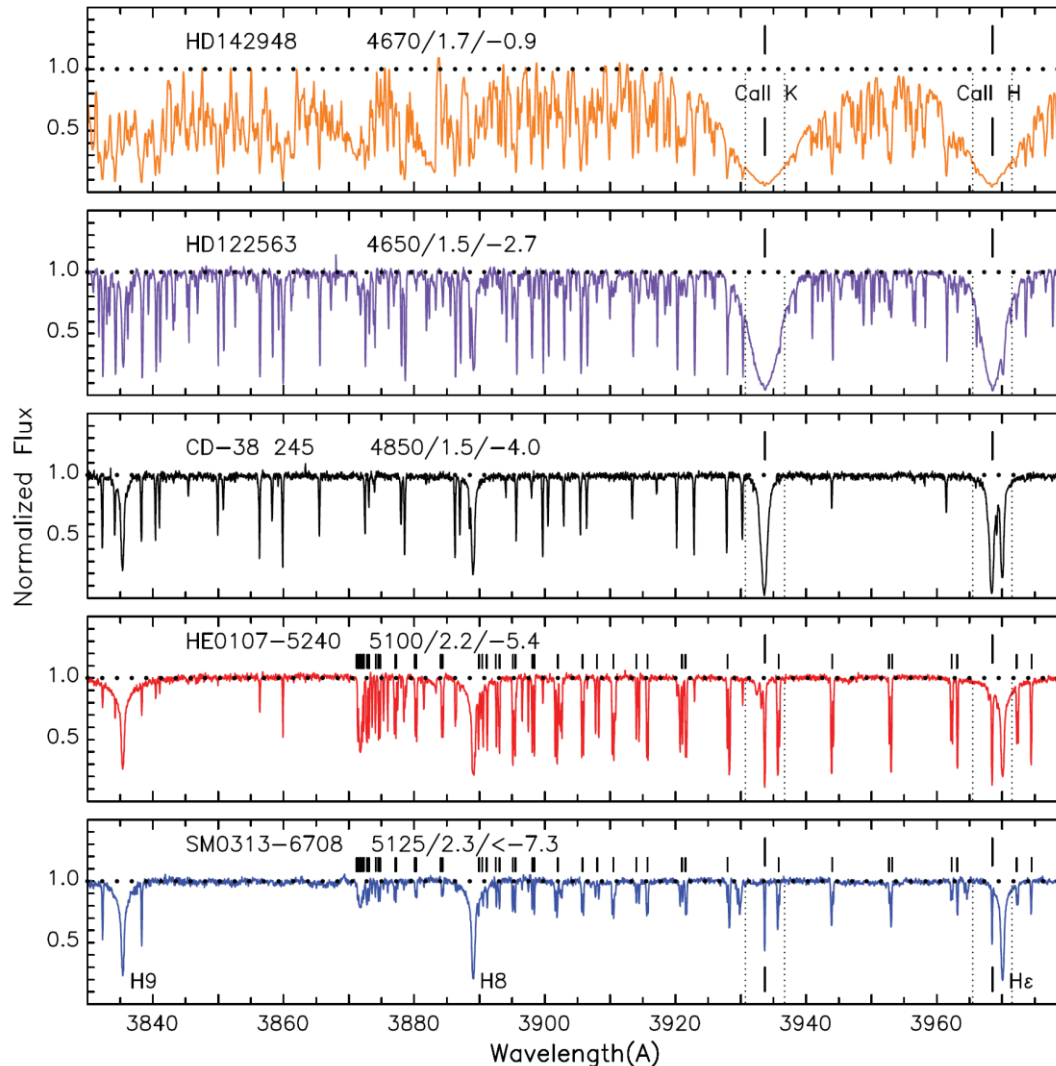 HD142948 4670/1.7/−0.9
1.0
CaII K CaII H
0.5
HD122563 4650/1.5/−2.7
1.0
0.5
CD−38 245 4850/1.5/−4.0
1.0
0.5
HE0107−5240 5100/2.2/−5.4
1.0
0.5
SM0313−6708 5125/2.3/<−7.3
1.0
0.5
H9 H8 Hε
3840 3860 3880 3900 3920 3940 3960
Wavelength(A)
Normalized Flux